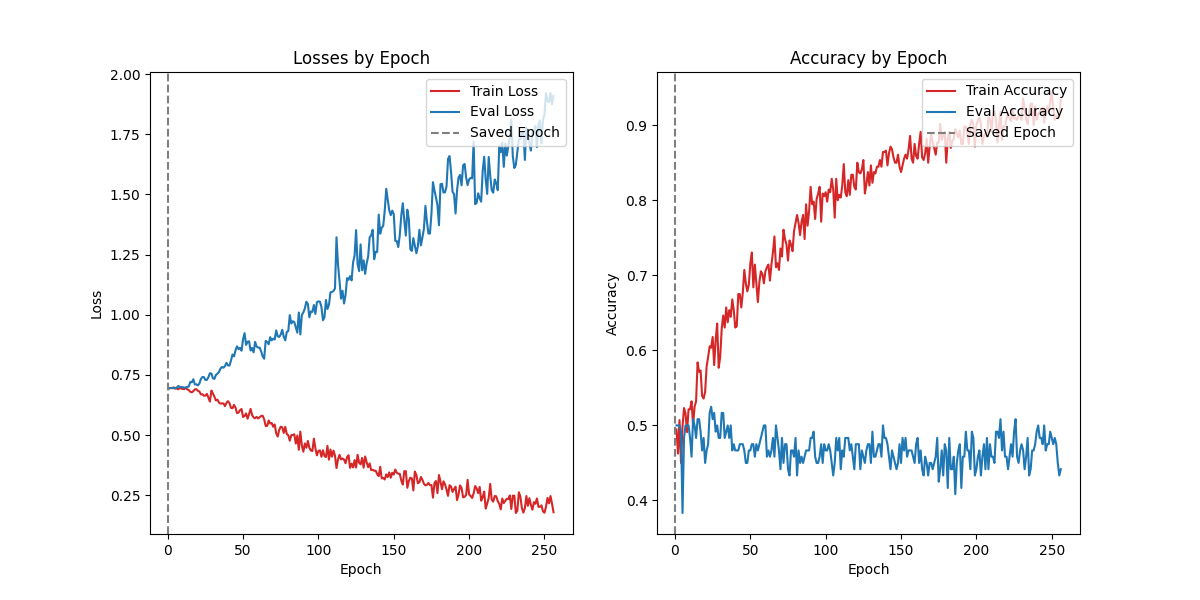 Losses by Epoch
Train Loss
Eval Loss
Saved Epoch
2.00
1.75
1.50
1.25
1.00
0.75
0.50
0.25
Loss
0 50 100 150 200 250
Epoch
Accuracy by Epoch
Train Accuracy
Eval Accuracy
Saved Epoch
0.9
0.8
0.7
0.6
0.5
0.4
Accuracy
0 50 100 150 200 250
Epoch